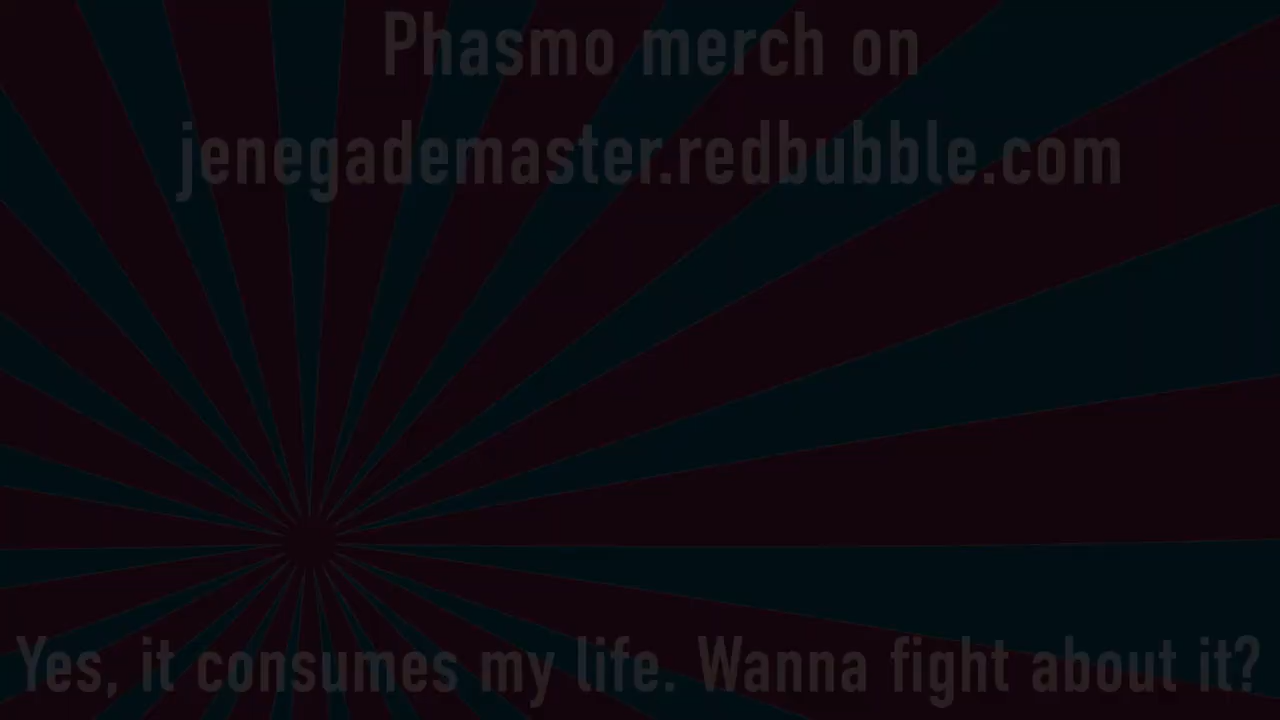 Phasmo merch on
jenegademaster.redbubble.com
Yes, it consumes my life. Wanna fight about it?